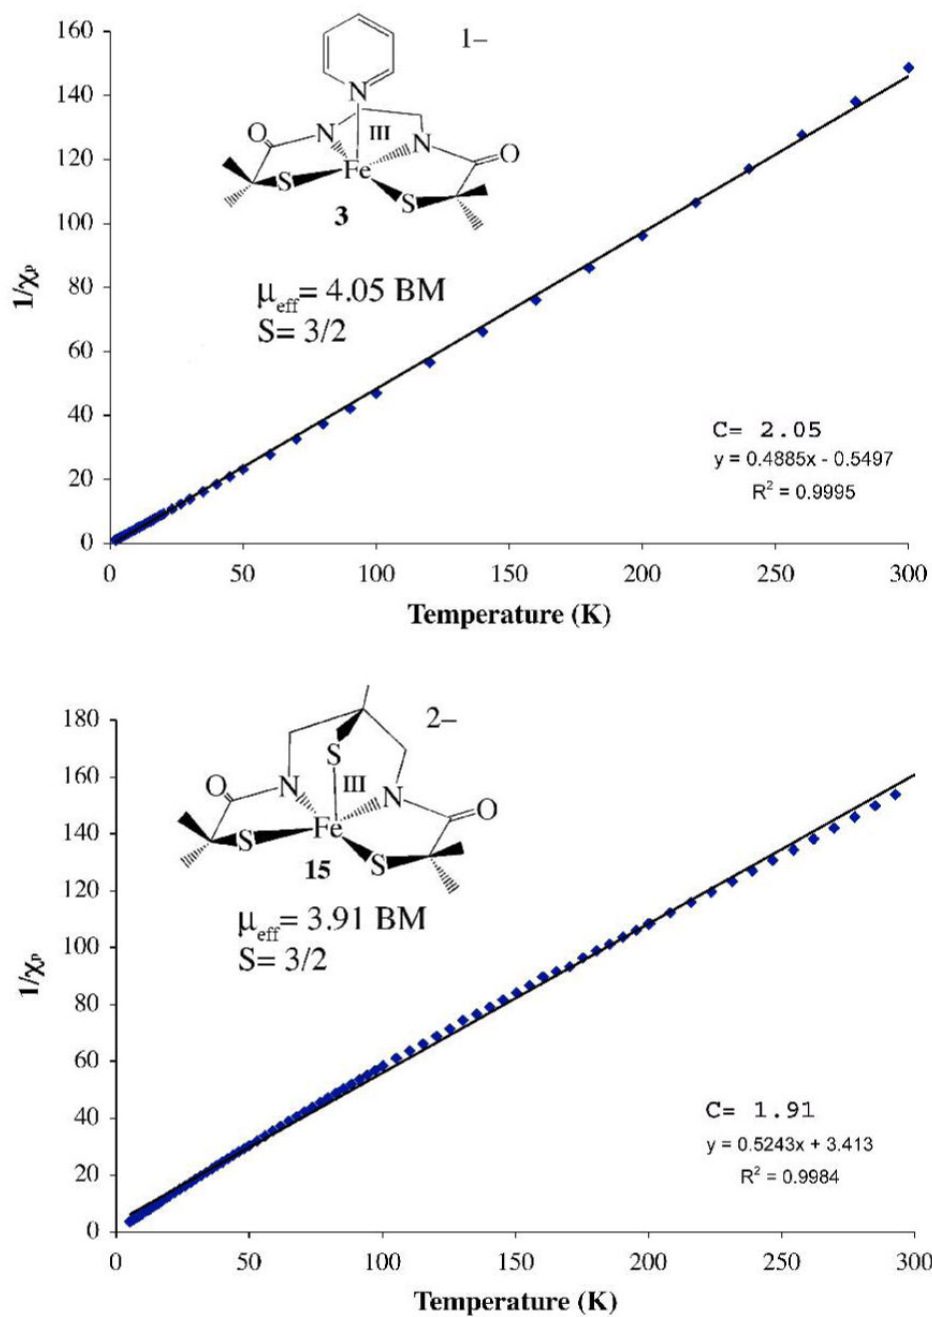 160
140
120
100
80
60
40
20
0
1/χₚ
1–
N
O
N
III
N
O
S
Fe
S
3
μeff= 4.05 BM
S= 3/2
C= 2.05
y = 0.4885x - 0.5497
R² = 0.9995
0 50 100 150 200 250 300
Temperature (K)
180
160
140
120
100
80
60
40
20
0
1/χₚ
2–
S
O
N
III
N
O
S
Fe
S
15
μeff= 3.91 BM
S= 3/2
C= 1.91
y = 0.5243x + 3.413
R² = 0.9984
0 50 100 150 200 250 300
Temperature (K)